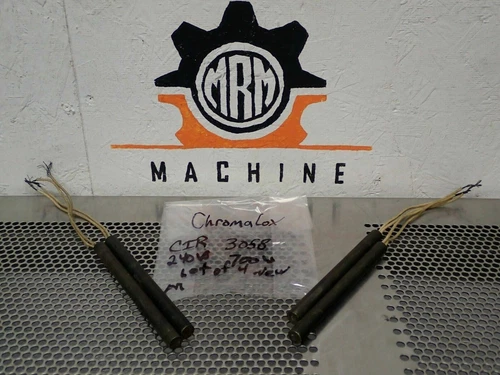 MRM
MACHINE
Chromalox
CIR 3058
240V 700W
Lot of 4 New